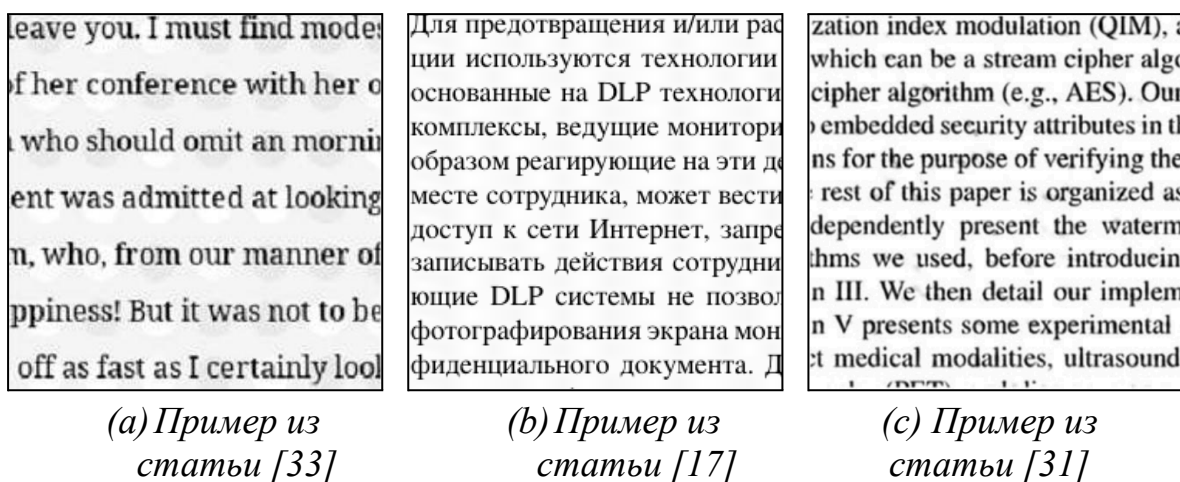 leave you. I must find modes
of her conference with her o
who should omit an morni
ent was admitted at looking
m, who, from our manner of
ppiness! But it was not to be
off as fast as I certainly look
Для предотвращения и/или рас
ции используются технологии
основанные на DLP технологи
комплексы, ведущие монитори
образом реагирующие на эти де
месте сотрудника, может вести
доступ к сети Интернет, запре
записывать действия сотрудни
ющие DLP системы не позвол
фотографирования экрана мон
фиденциального документа. Д
zation index modulation (QIM), a
which can be a stream cipher algo
cipher algorithm (e.g., AES). Our
embedded security attributes in th
ns for the purpose of verifying the
rest of this paper is organized as
dependently present the waterm
thms we used, before introducin
n III. We then detail our implem
n V presents some experimental
ct medical modalities, ultrasound
(a) Пример из
статьи [33]
(b) Пример из
статьи [17]
(c) Пример из
статьи [31]